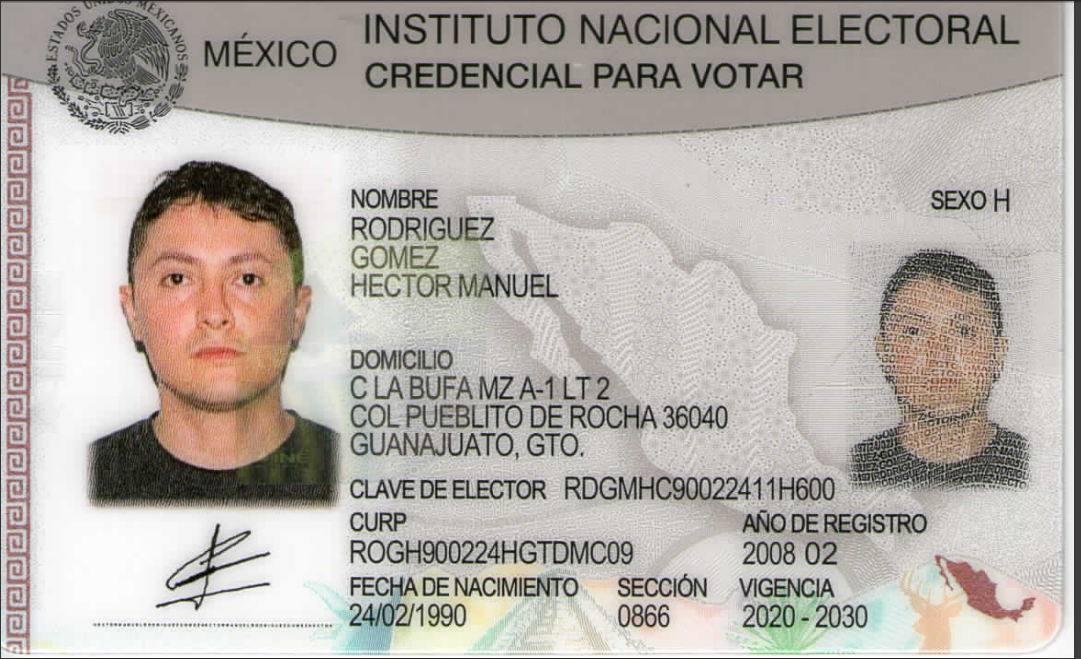 ESTADOS UNIDOS MEXICANOS
MÉXICO
INSTITUTO NACIONAL ELECTORAL
CREDENCIAL PARA VOTAR
NOMBRE
RODRIGUEZ
GOMEZ
HECTOR MANUEL
SEXO H
DOMICILIO
C LA BUFA MZ A-1 LT 2
COL PUEBLITO DE ROCHA 36040
GUANAJUATO, GTO.
CLAVE DE ELECTOR RDGMHC90022411H600
CURP
ROGH900224HGTDMC09
AÑO DE REGISTRO
2008 02
FECHA DE NACIMIENTO
24/02/1990
SECCIÓN
0866
VIGENCIA
2020 - 2030